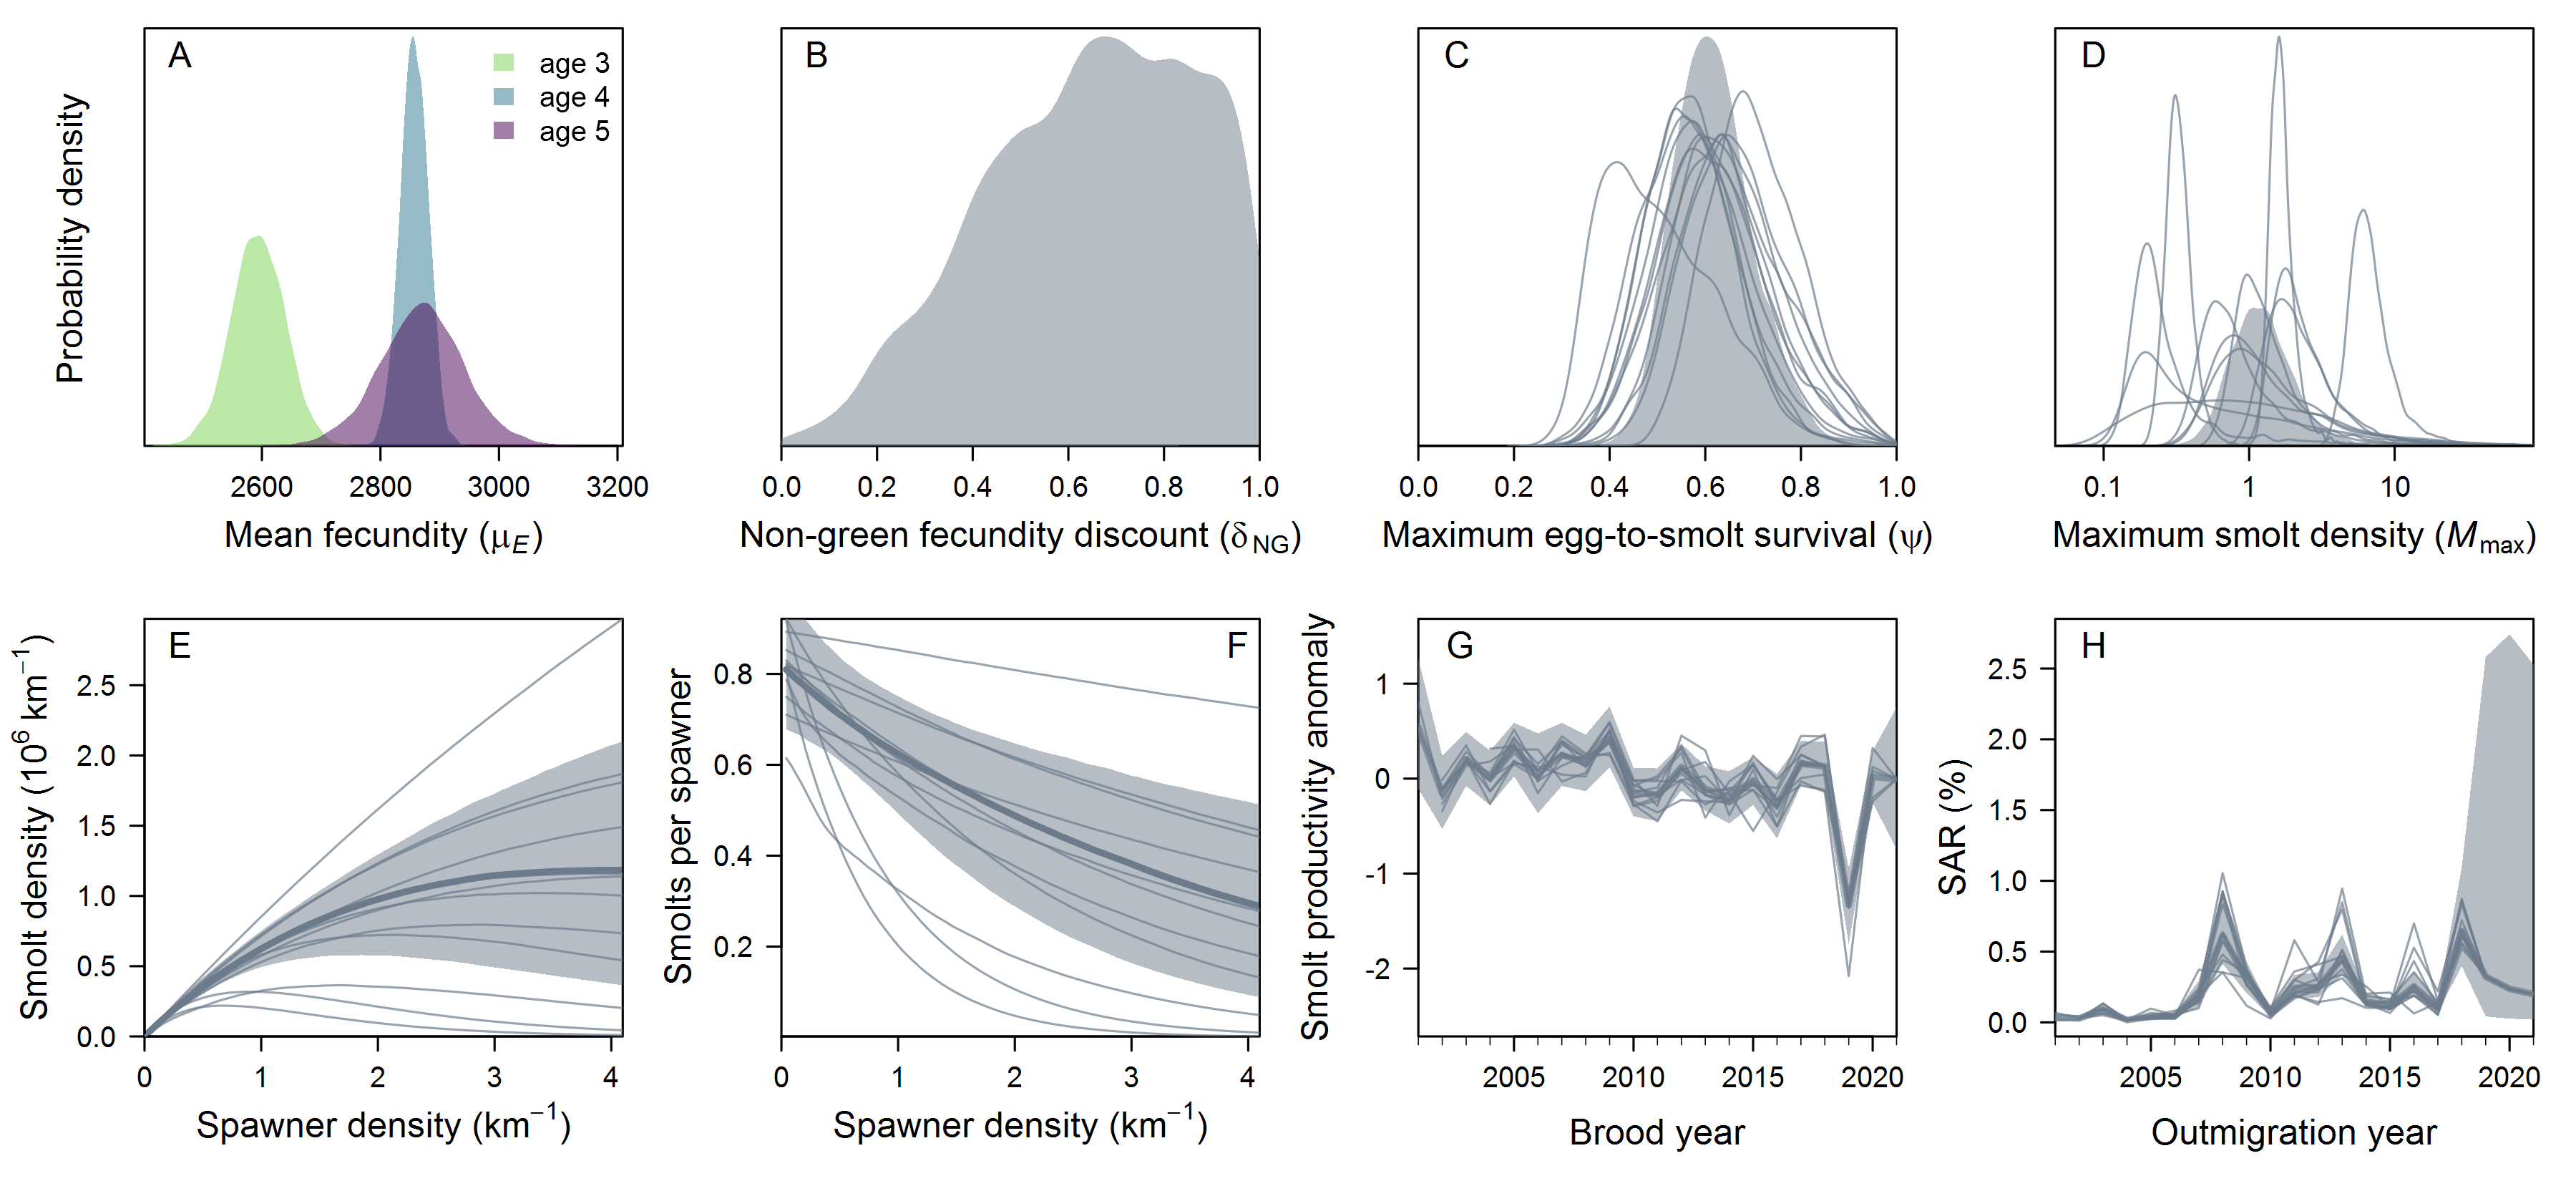 A
age 3
age 4
age 5
Probability density
2600 2800 3000 3200
Mean fecundity (μE)
B
0.0 0.2 0.4 0.6 0.8 1.0
Non-green fecundity discount (δNG)
C
0.0 0.2 0.4 0.6 0.8 1.0
Maximum egg-to-smolt survival (ψ)
D
0.1 1 10
Maximum smolt density (Mmax)
E
Smolt density (10⁶ km⁻¹)
2.5
2.0
1.5
1.0
0.5
0.0
0 1 2 3 4
Spawner density (km⁻¹)
F
Smolts per spawner
0.8
0.6
0.4
0.2
0 1 2 3 4
Spawner density (km⁻¹)
G
Smolt productivity anomaly
1
0
-1
-2
2005 2010 2015 2020
Brood year
H
SAR (%)
2.5
2.0
1.5
1.0
0.5
0.0
2005 2010 2015 2020
Outmigration year